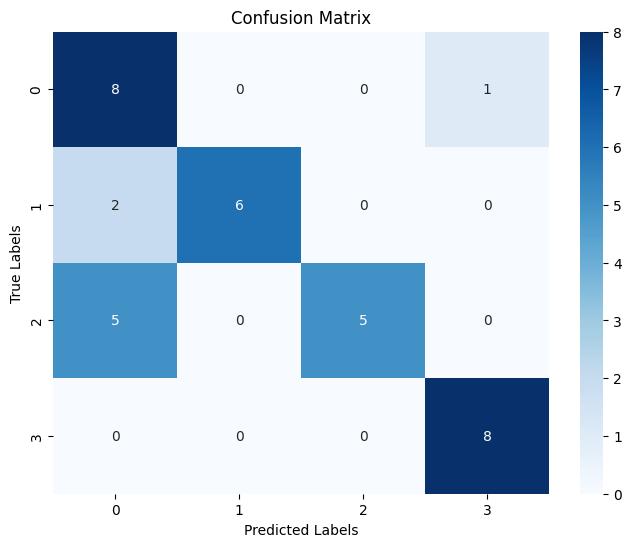 Confusion Matrix
True Labels
0 8 0 0 1
1 2 6 0 0
2 5 0 5 0
3 0 0 0 8
0 1 2 3
Predicted Labels
8
7
6
5
4
3
2
1
0